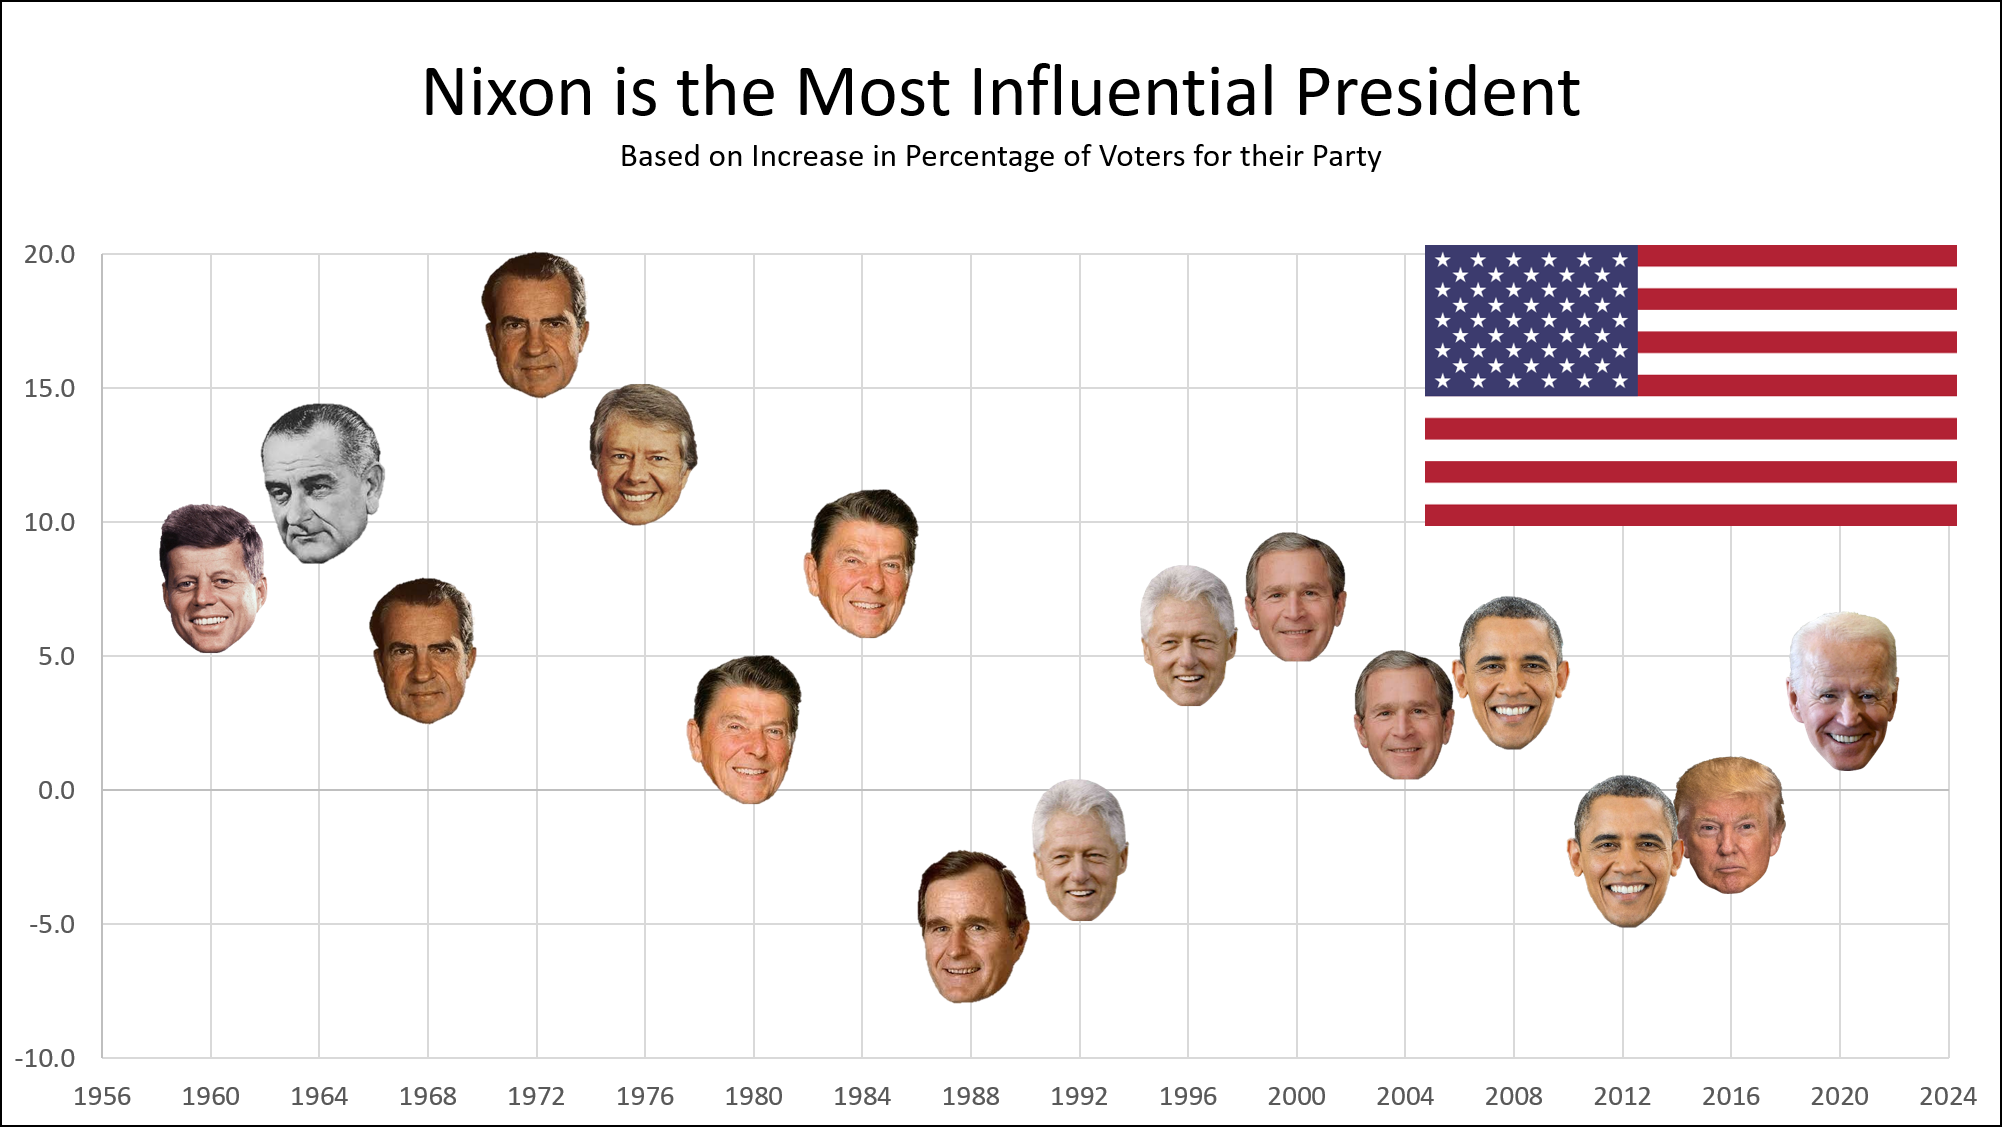 Nixon is the Most Influential President
Based on Increase in Percentage of Voters for their Party
20.0
15.0
10.0
5.0
0.0
-5.0
-10.0
1956 1960 1964 1968 1972 1976 1980 1984 1988 1992 1996 2000 2004 2008 2012 2016 2020 2024